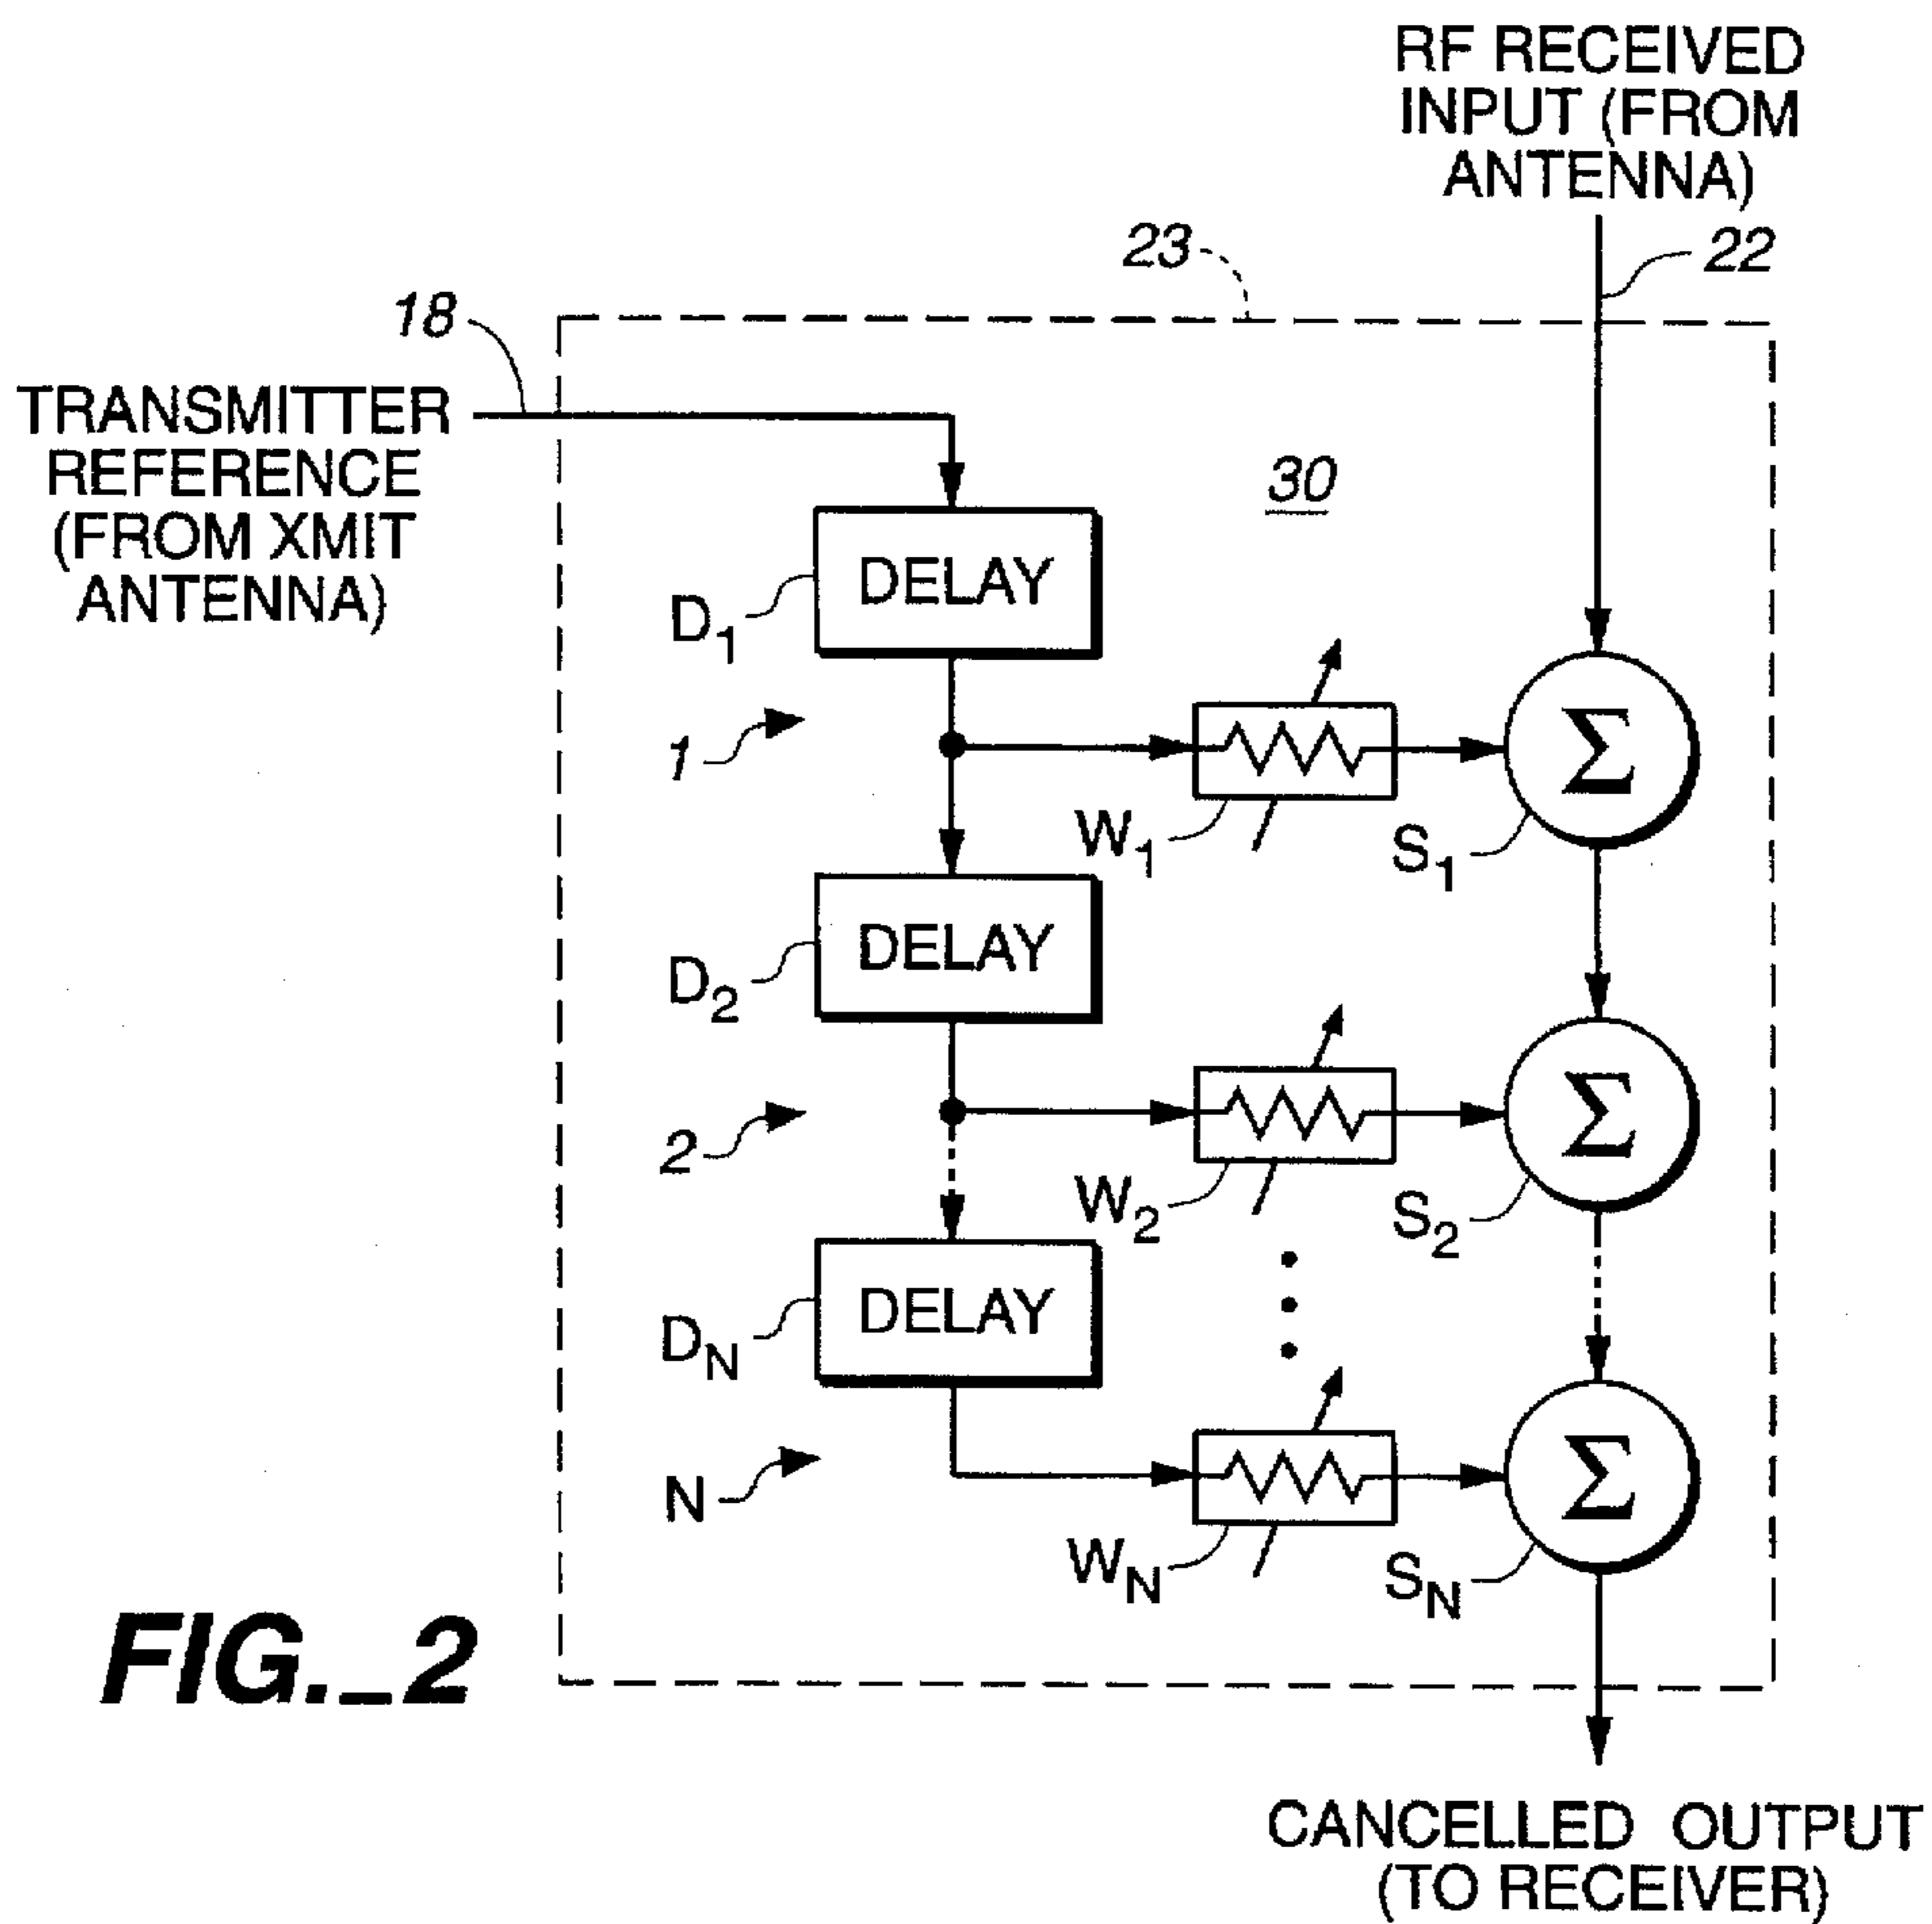 RF RECEIVED
INPUT (FROM
ANTENNA)
23
22
18
TRANSMITTER
REFERENCE
(FROM XMIT
ANTENNA)
30
DELAY
D1
1
W1
Σ
S1
DELAY
D2
2
W2
Σ
S2
DELAY
DN
N
WN
Σ
SN
FIG._2
CANCELLED OUTPUT
(TO RECEIVER)